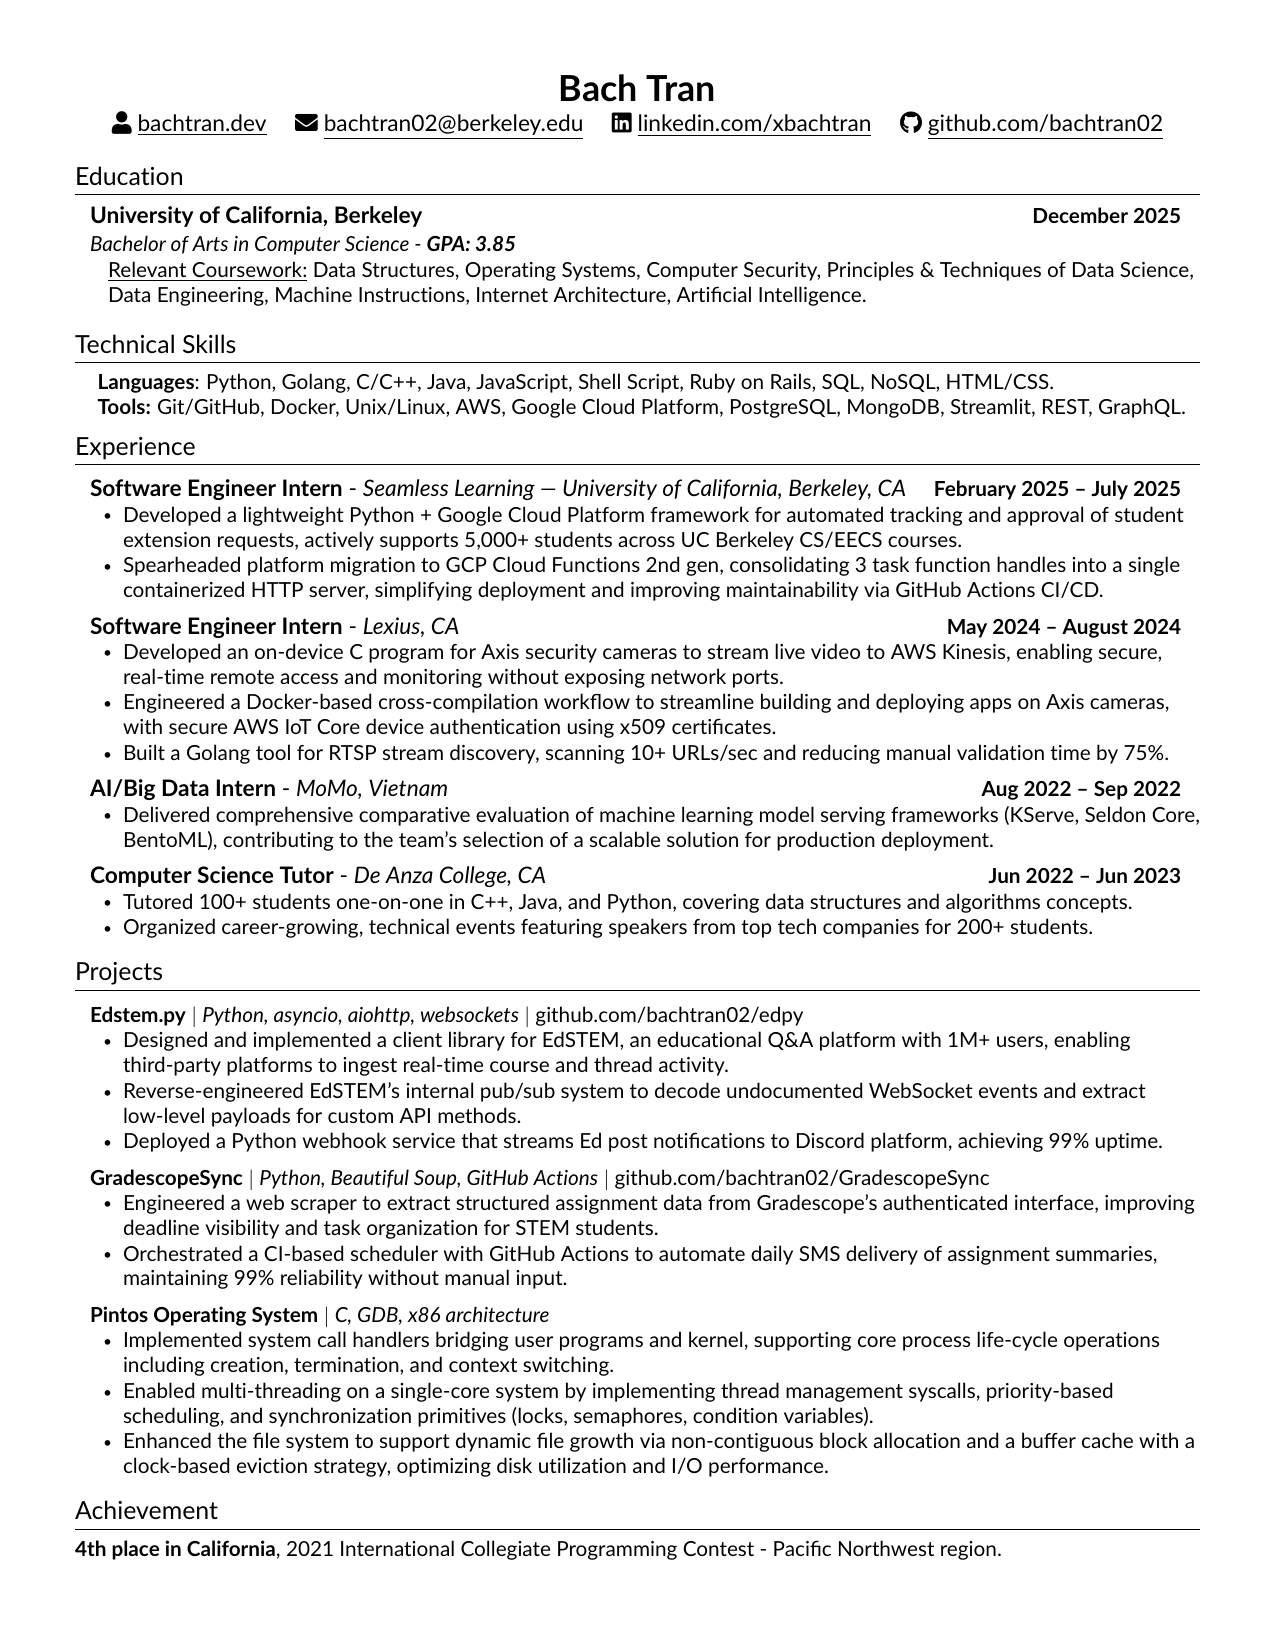 Bach Tran
bachtran.dev bachtran02@berkeley.edu linkedin.com/xbachtran github.com/bachtran02
Education
University of California, Berkeley December 2025
Bachelor of Arts in Computer Science - GPA: 3.85
Relevant Coursework: Data Structures, Operating Systems, Computer Security, Principles & Techniques of Data Science,
Data Engineering, Machine Instructions, Internet Architecture, Artificial Intelligence.
Technical Skills
Languages: Python, Golang, C/C++, Java, JavaScript, Shell Script, Ruby on Rails, SQL, NoSQL, HTML/CSS.
Tools: Git/GitHub, Docker, Unix/Linux, AWS, Google Cloud Platform, PostgreSQL, MongoDB, Streamlit, REST, GraphQL.
Experience
Software Engineer Intern - Seamless Learning — University of California, Berkeley, CA February 2025 – July 2025
• Developed a lightweight Python + Google Cloud Platform framework for automated tracking and approval of student
extension requests, actively supports 5,000+ students across UC Berkeley CS/EECS courses.
• Spearheaded platform migration to GCP Cloud Functions 2nd gen, consolidating 3 task function handles into a single
containerized HTTP server, simplifying deployment and improving maintainability via GitHub Actions CI/CD.
Software Engineer Intern - Lexius, CA May 2024 – August 2024
• Developed an on-device C program for Axis security cameras to stream live video to AWS Kinesis, enabling secure,
real-time remote access and monitoring without exposing network ports.
• Engineered a Docker-based cross-compilation workflow to streamline building and deploying apps on Axis cameras,
with secure AWS IoT Core device authentication using x509 certificates.
• Built a Golang tool for RTSP stream discovery, scanning 10+ URLs/sec and reducing manual validation time by 75%.
AI/Big Data Intern - MoMo, Vietnam Aug 2022 – Sep 2022
• Delivered comprehensive comparative evaluation of machine learning model serving frameworks (KServe, Seldon Core,
BentoML), contributing to the team's selection of a scalable solution for production deployment.
Computer Science Tutor - De Anza College, CA Jun 2022 – Jun 2023
• Tutored 100+ students one-on-one in C++, Java, and Python, covering data structures and algorithms concepts.
• Organized career-growing, technical events featuring speakers from top tech companies for 200+ students.
Projects
Edstem.py | Python, asyncio, aiohttp, websockets | github.com/bachtran02/edpy
• Designed and implemented a client library for EdSTEM, an educational Q&A platform with 1M+ users, enabling
third-party platforms to ingest real-time course and thread activity.
• Reverse-engineered EdSTEM's internal pub/sub system to decode undocumented WebSocket events and extract
low-level payloads for custom API methods.
• Deployed a Python webhook service that streams Ed post notifications to Discord platform, achieving 99% uptime.
GradescopeSync | Python, Beautiful Soup, GitHub Actions | github.com/bachtran02/GradescopeSync
• Engineered a web scraper to extract structured assignment data from Gradescope's authenticated interface, improving
deadline visibility and task organization for STEM students.
• Orchestrated a CI-based scheduler with GitHub Actions to automate daily SMS delivery of assignment summaries,
maintaining 99% reliability without manual input.
Pintos Operating System | C, GDB, x86 architecture
• Implemented system call handlers bridging user programs and kernel, supporting core process life-cycle operations
including creation, termination, and context switching.
• Enabled multi-threading on a single-core system by implementing thread management syscalls, priority-based
scheduling, and synchronization primitives (locks, semaphores, condition variables).
• Enhanced the file system to support dynamic file growth via non-contiguous block allocation and a buffer cache with a
clock-based eviction strategy, optimizing disk utilization and I/O performance.
Achievement
4th place in California, 2021 International Collegiate Programming Contest - Pacific Northwest region.